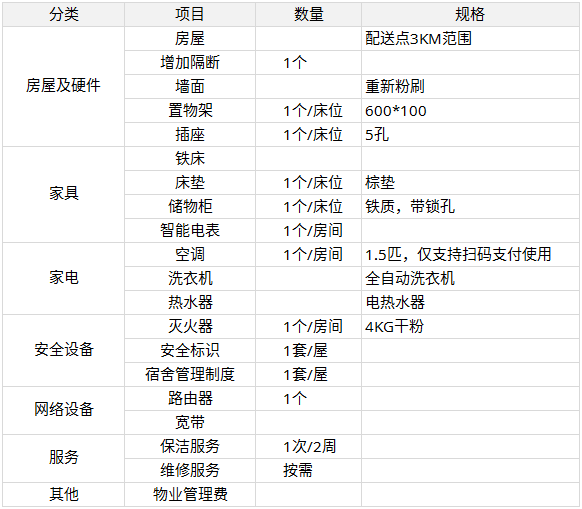 分类 项目 数量 规格
房屋及硬件 房屋 配送点3KM范围
增加隔断 1个
墙面 重新粉刷
置物架 1个/床位 600*100
插座 1个/床位 5孔
家具 铁床
床垫 1个/床位 棕垫
储物柜 1个/床位 铁质，带锁孔
智能电表 1个/房间
家电 空调 1个/房间 1.5匹，仅支持扫码支付使用
洗衣机 全自动洗衣机
热水器 电热水器
安全设备 灭火器 1个/房间 4KG干粉
安全标识 1套/屋
宿舍管理制度 1套/屋
网络设备 路由器 1个
宽带
服务 保洁服务 1次/2周
维修服务 按需
其他 物业管理费